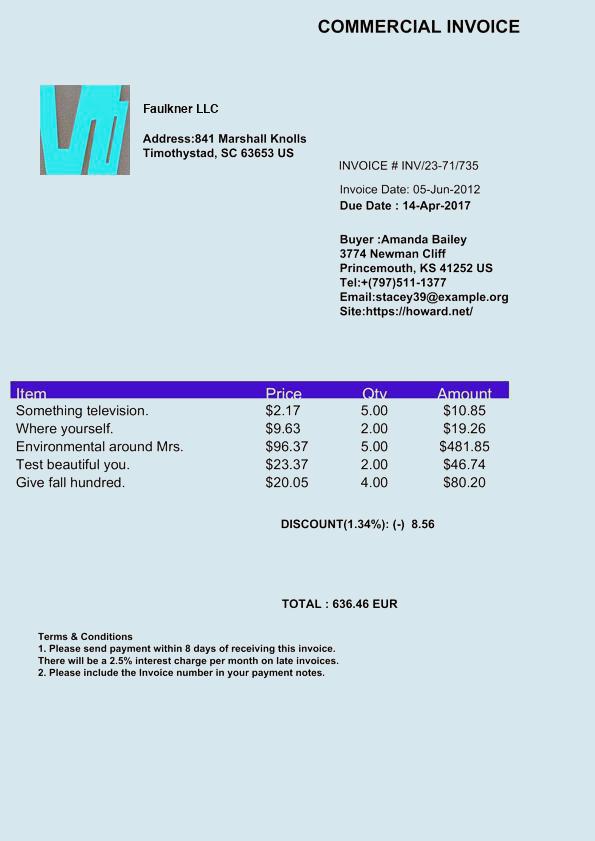 COMMERCIAL INVOICE
Faulkner LLC
Address:841 Marshall Knolls
Timothystad, SC 63653 US
INVOICE # INV/23-71/735
Invoice Date: 05-Jun-2012
Due Date : 14-Apr-2017
Buyer :Amanda Bailey
3774 Newman Cliff
Princemouth, KS 41252 US
Tel:+(797)511-1377
Email:stacey39@example.org
Site:https://howard.net/
Item Price Qty Amount
Something television. $2.17 5.00 $10.85
Where yourself. $9.63 2.00 $19.26
Environmental around Mrs. $96.37 5.00 $481.85
Test beautiful you. $23.37 2.00 $46.74
Give fall hundred. $20.05 4.00 $80.20
DISCOUNT(1.34%): (-) 8.56
TOTAL : 636.46 EUR
Terms & Conditions
1. Please send payment within 8 days of receiving this invoice.
There will be a 2.5% interest charge per month on late invoices.
2. Please include the Invoice number in your payment notes.